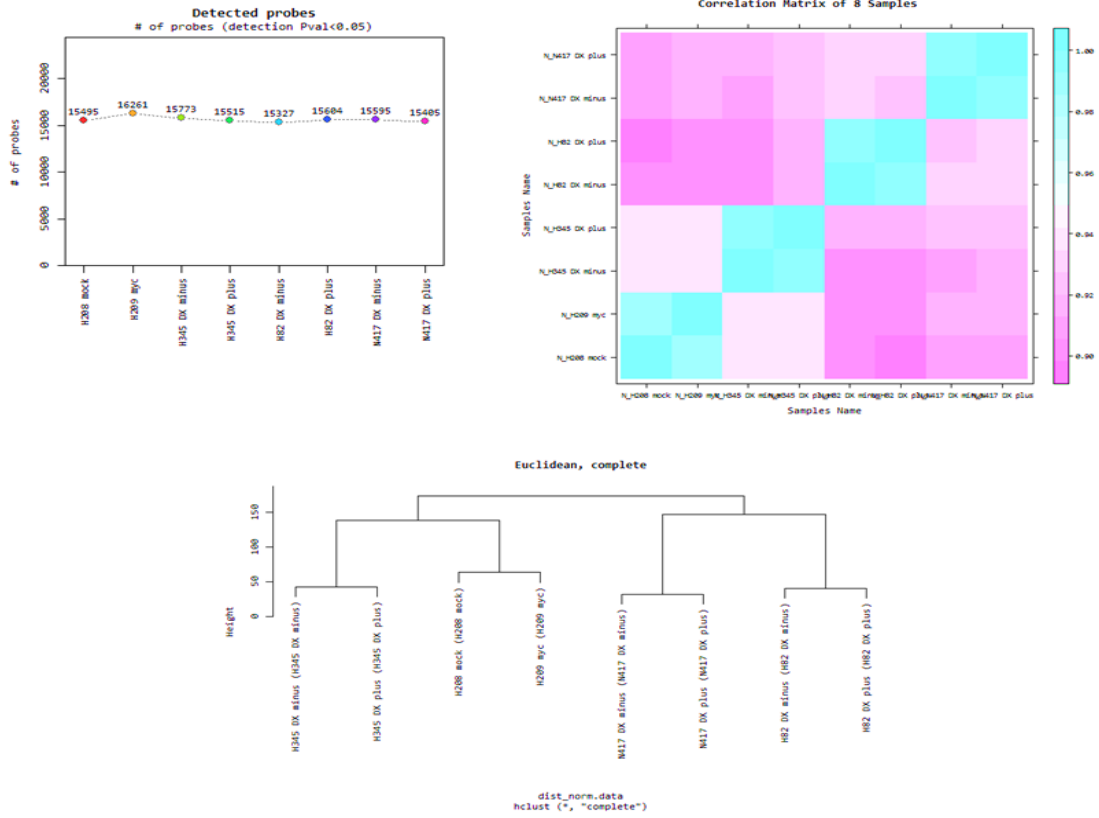 Detected probes
# of probes (detection Pval<0.05)
# of probes
20000
15000
10000
5000
0
15495
16261
15773
15515
15327
15604
15595
15405
H208 mock
H209 myc
H345 DX minus
H345 DX plus
H82 DX minus
H82 DX plus
N417 DX minus
N417 DX plus
Correlation Matrix of 8 Samples
Samples Name
N_N417 DX plus
N_N417 DX minus
N_H82 DX plus
N_H82 DX minus
N_H345 DX plus
N_H345 DX minus
N_H209 myc
N_H208 mock
N_H208 mock
N_H209
Samples Name
1.00
0.98
0.96
0.94
0.92
0.90
Euclidean, complete
Height
150
100
50
0
H345 DX minus (H345 DX minus)
H345 DX plus (H345 DX plus)
H208 mock (H208 mock)
H209 myc (H209 myc)
N417 DX minus (N417 DX minus)
N417 DX plus (N417 DX plus)
H82 DX minus (H82 DX minus)
H82 DX plus (H82 DX plus)
dist_norm.data
hclust (*, "complete")